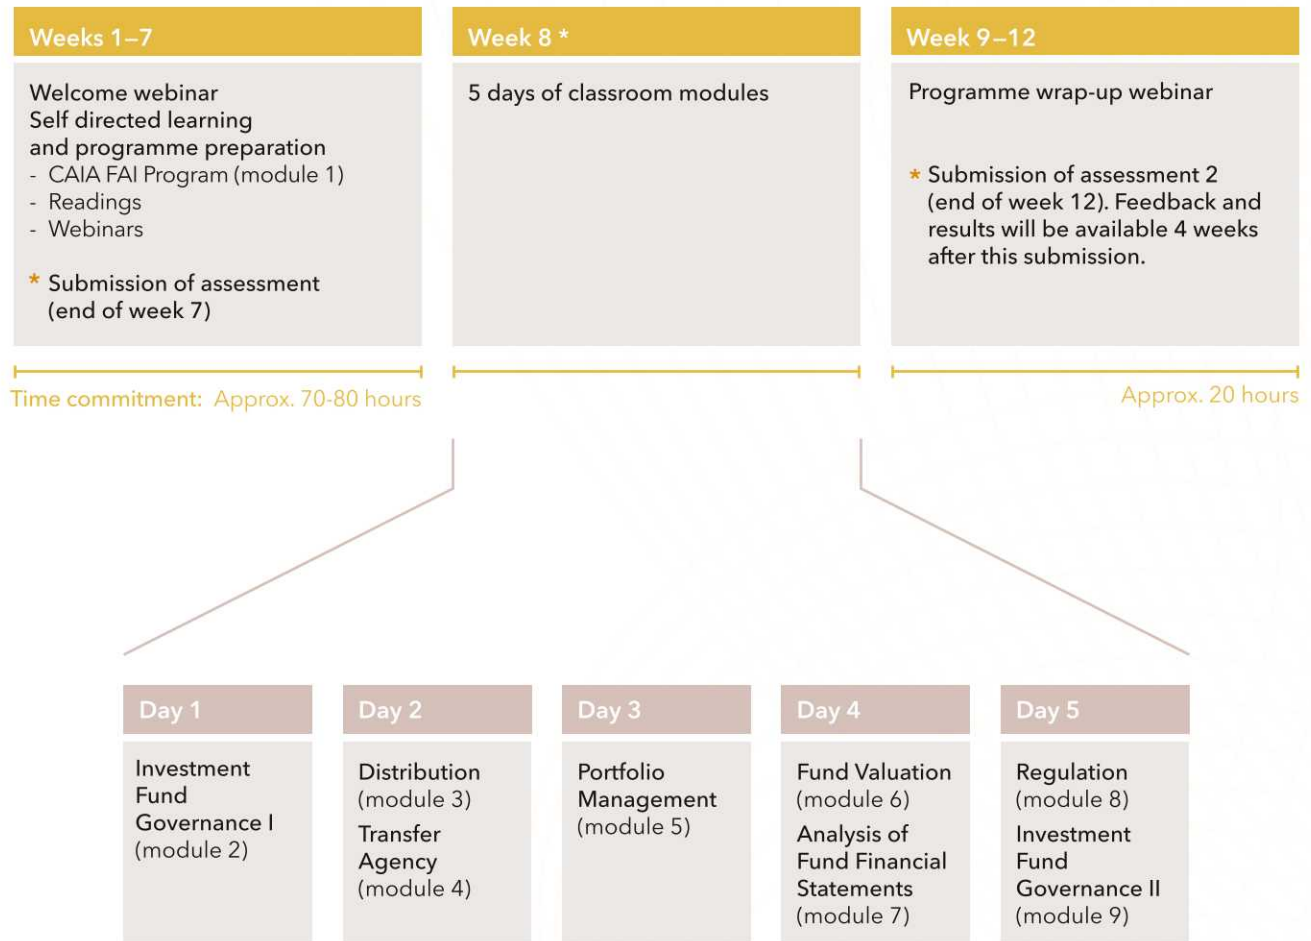 Weeks 1–7
Welcome webinar
Self directed learning
and programme preparation
- CAIA FAI Program (module 1)
- Readings
- Webinars
* Submission of assessment
(end of week 7)
Week 8 *
5 days of classroom modules
Week 9–12
Programme wrap-up webinar
* Submission of assessment 2
(end of week 12). Feedback and
results will be available 4 weeks
after this submission.
Time commitment: Approx. 70-80 hours
Approx. 20 hours
Day 1
Investment
Fund
Governance I
(module 2)
Day 2
Distribution
(module 3)
Transfer
Agency
(module 4)
Day 3
Portfolio
Management
(module 5)
Day 4
Fund Valuation
(module 6)
Analysis of
Fund Financial
Statements
(module 7)
Day 5
Regulation
(module 8)
Investment
Fund
Governance II
(module 9)